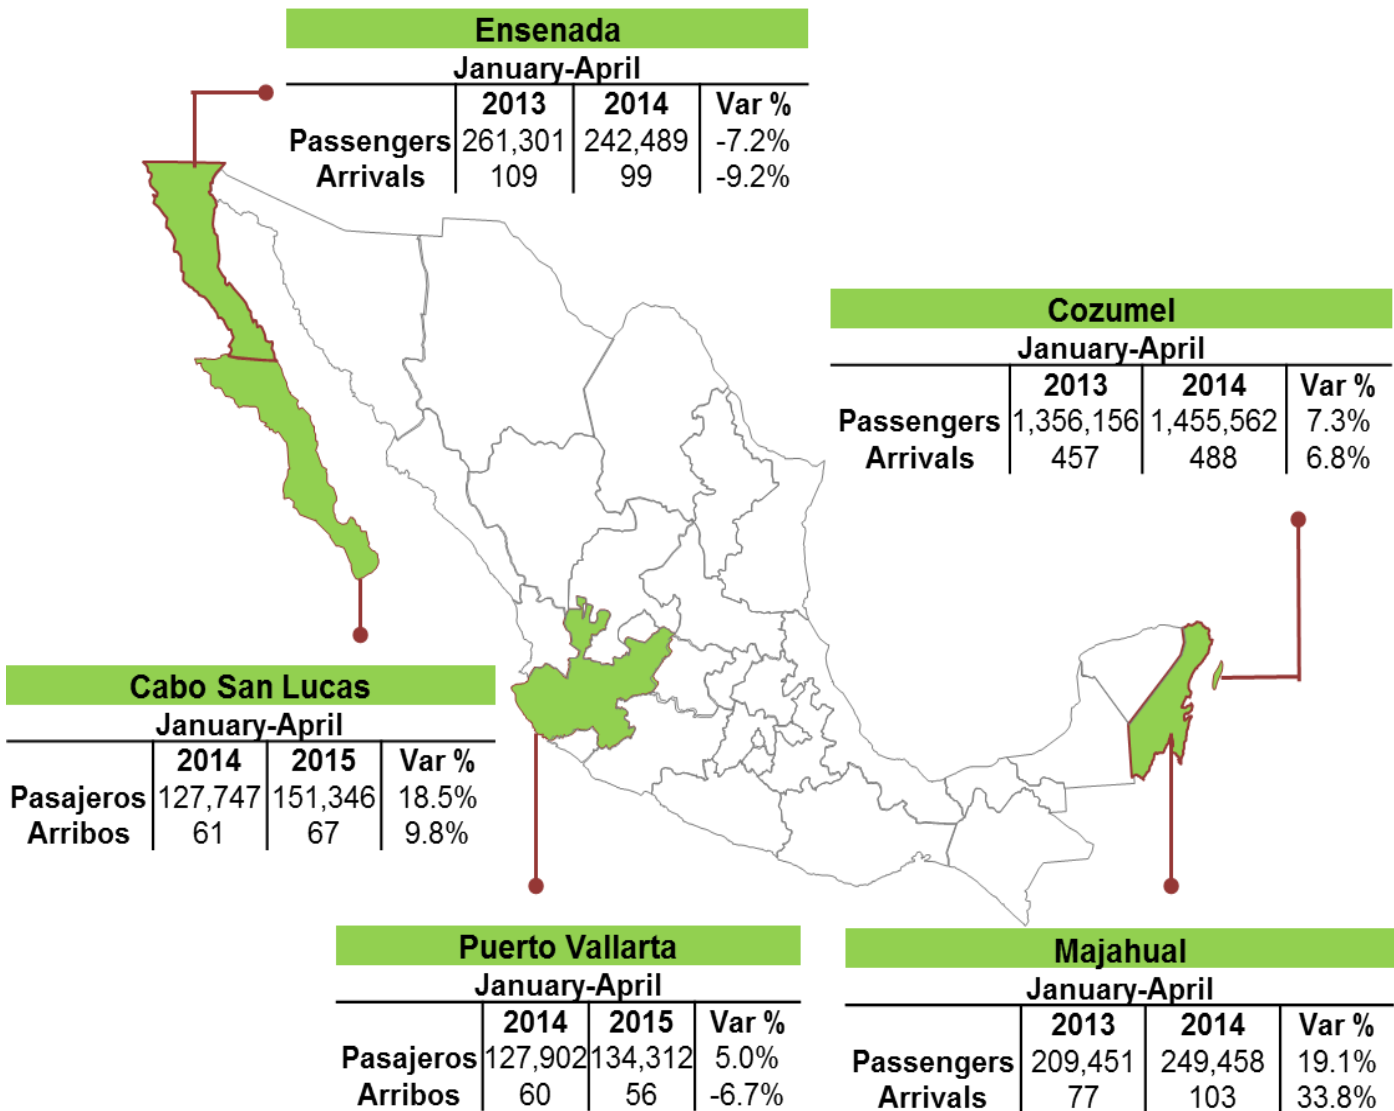 Ensenada
January-April
2013 2014 Var %
Passengers 261,301 242,489 -7.2%
Arrivals 109 99 -9.2%
Cozumel
January-April
2013 2014 Var %
Passengers 1,356,156 1,455,562 7.3%
Arrivals 457 488 6.8%
Cabo San Lucas
January-April
2014 2015 Var %
Pasajeros 127,747 151,346 18.5%
Arribos 61 67 9.8%
Puerto Vallarta
January-April
2014 2015 Var %
Pasajeros 127,902 134,312 5.0%
Arribos 60 56 -6.7%
Majahual
January-April
2013 2014 Var %
Passengers 209,451 249,458 19.1%
Arrivals 77 103 33.8%